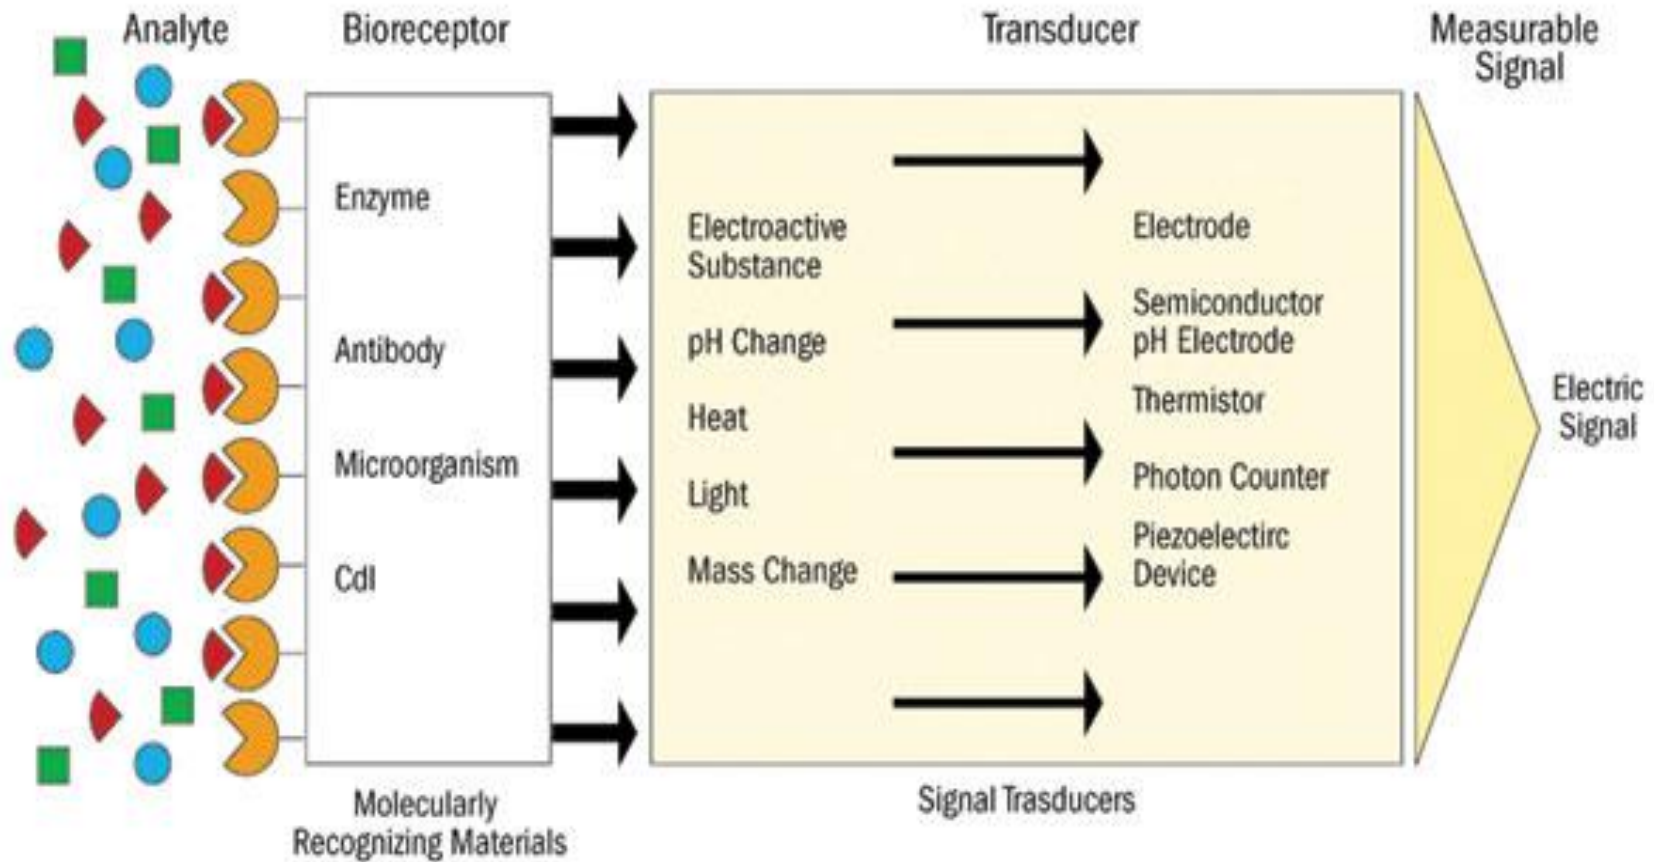 Analyte
Bioreceptor
Transducer
Measurable
Signal
Enzyme
Antibody
Microorganism
Cdl
Electroactive
Substance
pH Change
Heat
Light
Mass Change
Electrode
Semiconductor
pH Electrode
Thermistor
Photon Counter
Piezoelectirc
Device
Electric
Signal
Molecularly
Recognizing Materials
Signal Trasducers